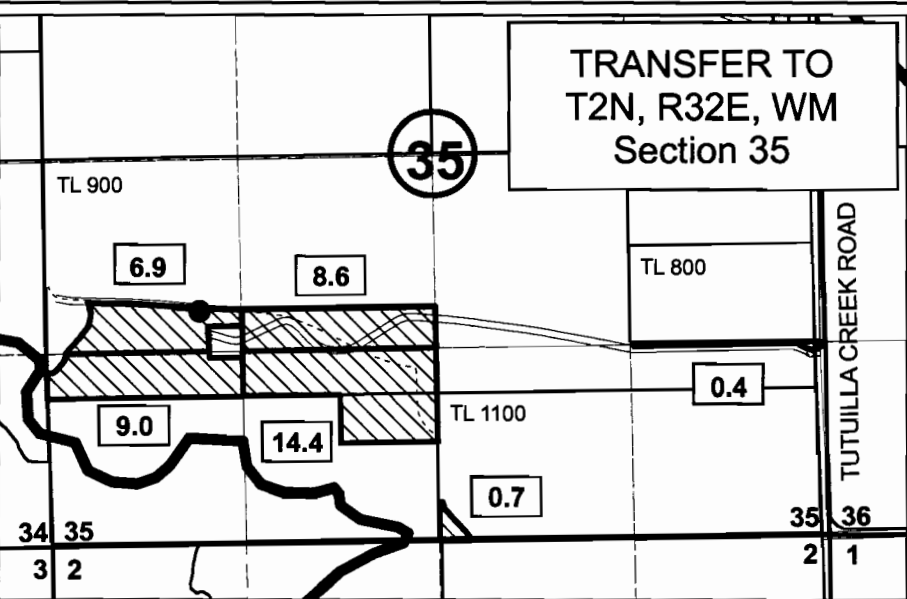 TRANSFER TO
T2N, R32E, WM
Section 35
35
TL 900
6.9
8.6
TL 800
TUTUILLA CREEK ROAD
0.4
9.0
14.4
TL 1100
0.7
34 35
3 2
35 36
2 1